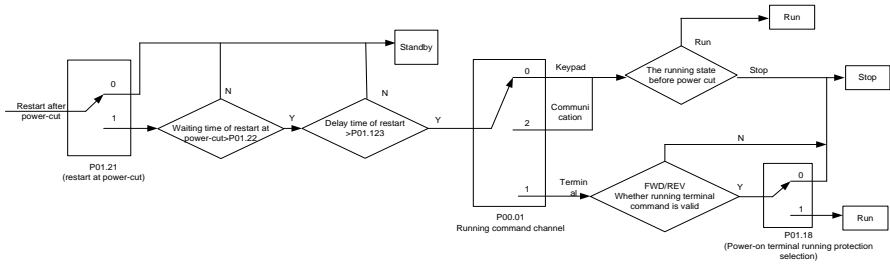 Restart after
power-cut
0
1
P01.21
(restart at power-cut)
N
Waiting time of restart at
power-cut>P01.22
Y
N
Delay time of restart
>P01.123
Y
Standby
0
2
1
P00.01
Running command channel
Keypad
Communi
cation
Termin
al
Run
Run
The running state
before power cut
Stop
Stop
N
FWD/REV
Whether running terminal
command is valid
Y
0
1
P01.18
(Power-on terminal running protection
selection)
Run